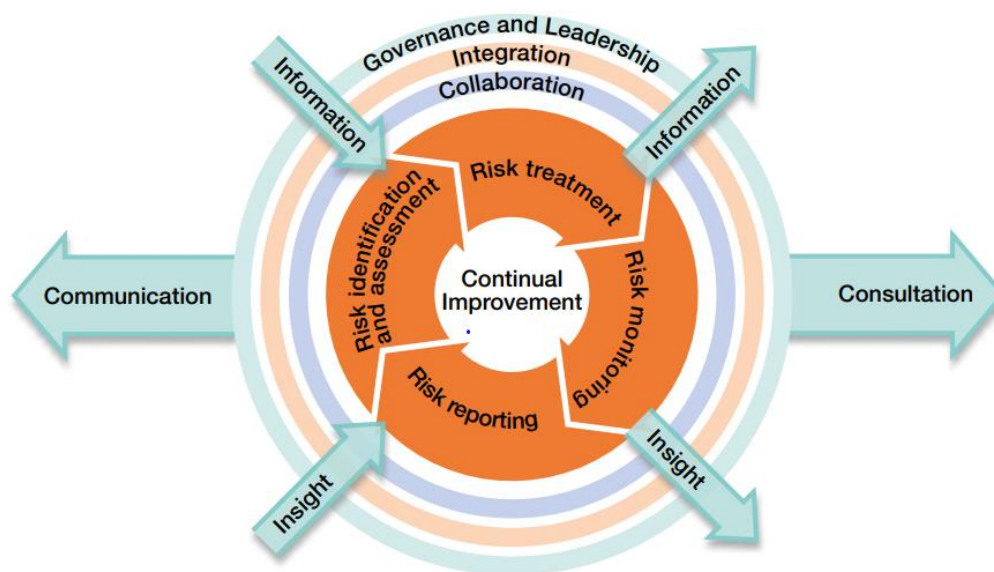 Governance and Leadership
Integration
Collaboration
Information
Information
Risk treatment
Risk identification
and assessment
Continual
Improvement
Communication
Consultation
Risk monitoring
Risk reporting
Insight
Insight